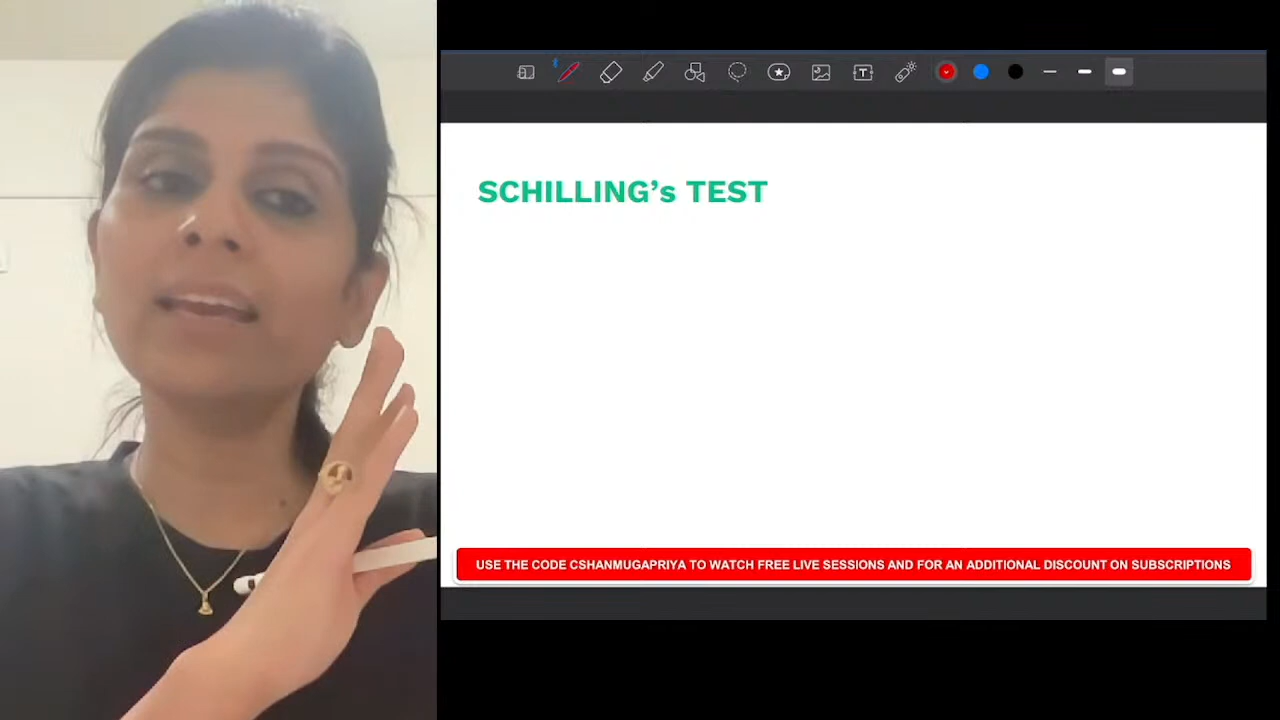 SCHILLING's TEST
USE THE CODE CSHANMUGAPRIYA TO WATCH FREE LIVE SESSIONS AND FOR AN ADDITIONAL DISCOUNT ON SUBSCRIPTIONS